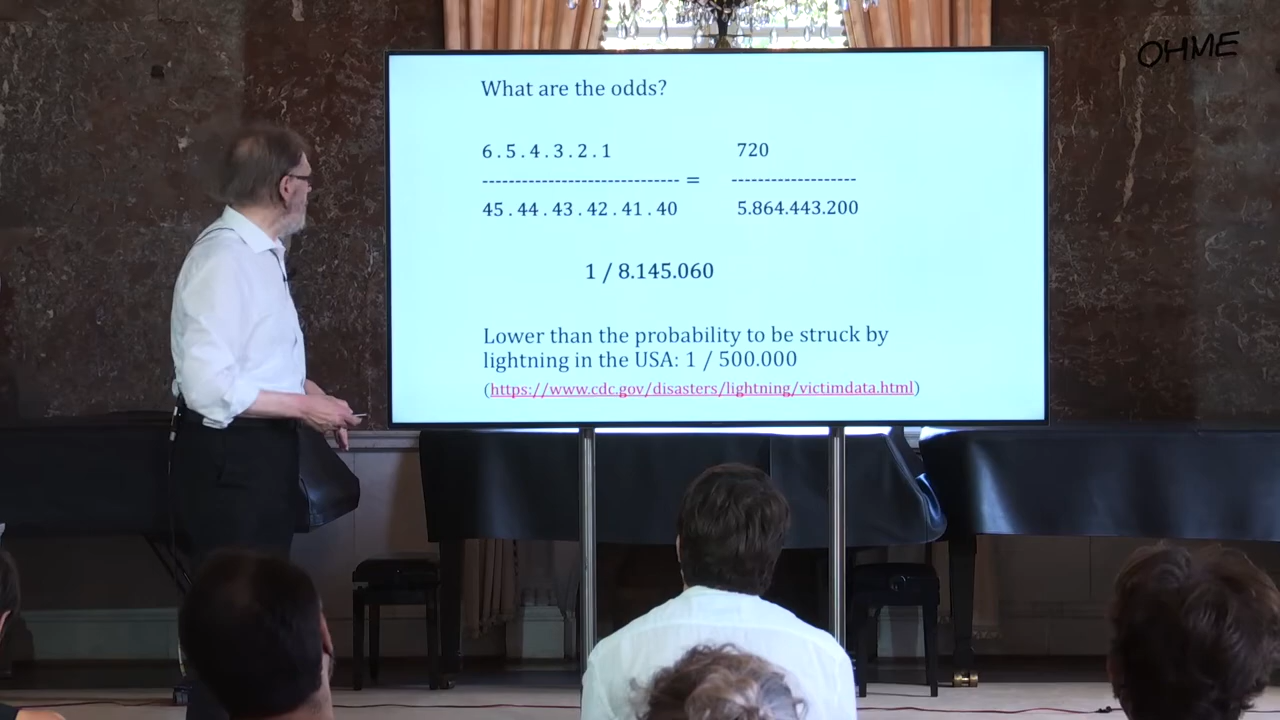 OHME
What are the odds?
6 . 5 . 4 . 3 . 2 . 1 720
----------------------------- = -------------------
45 . 44 . 43 . 42 . 41 . 40 5.864.443.200
1 / 8.145.060
Lower than the probability to be struck by
lightning in the USA: 1 / 500.000
(https://www.cdc.gov/disasters/lightning/victimdata.html)